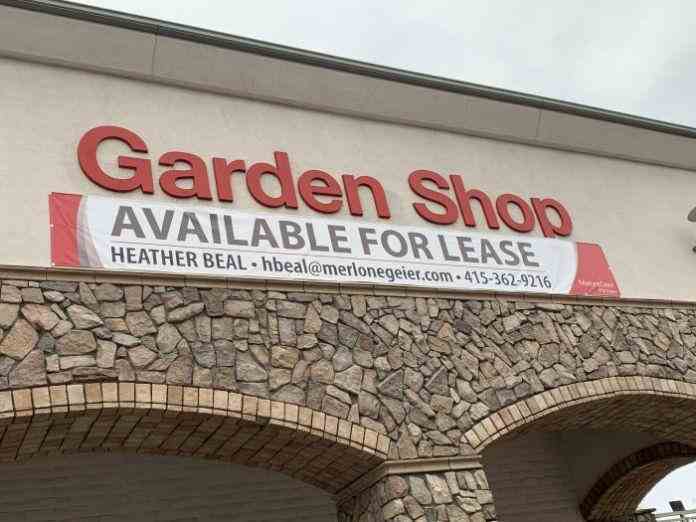 Garden Shop
AVAILABLE FOR LEASE
HEATHER BEAL • hbeal@merlonegeier.com • 415-362-9216